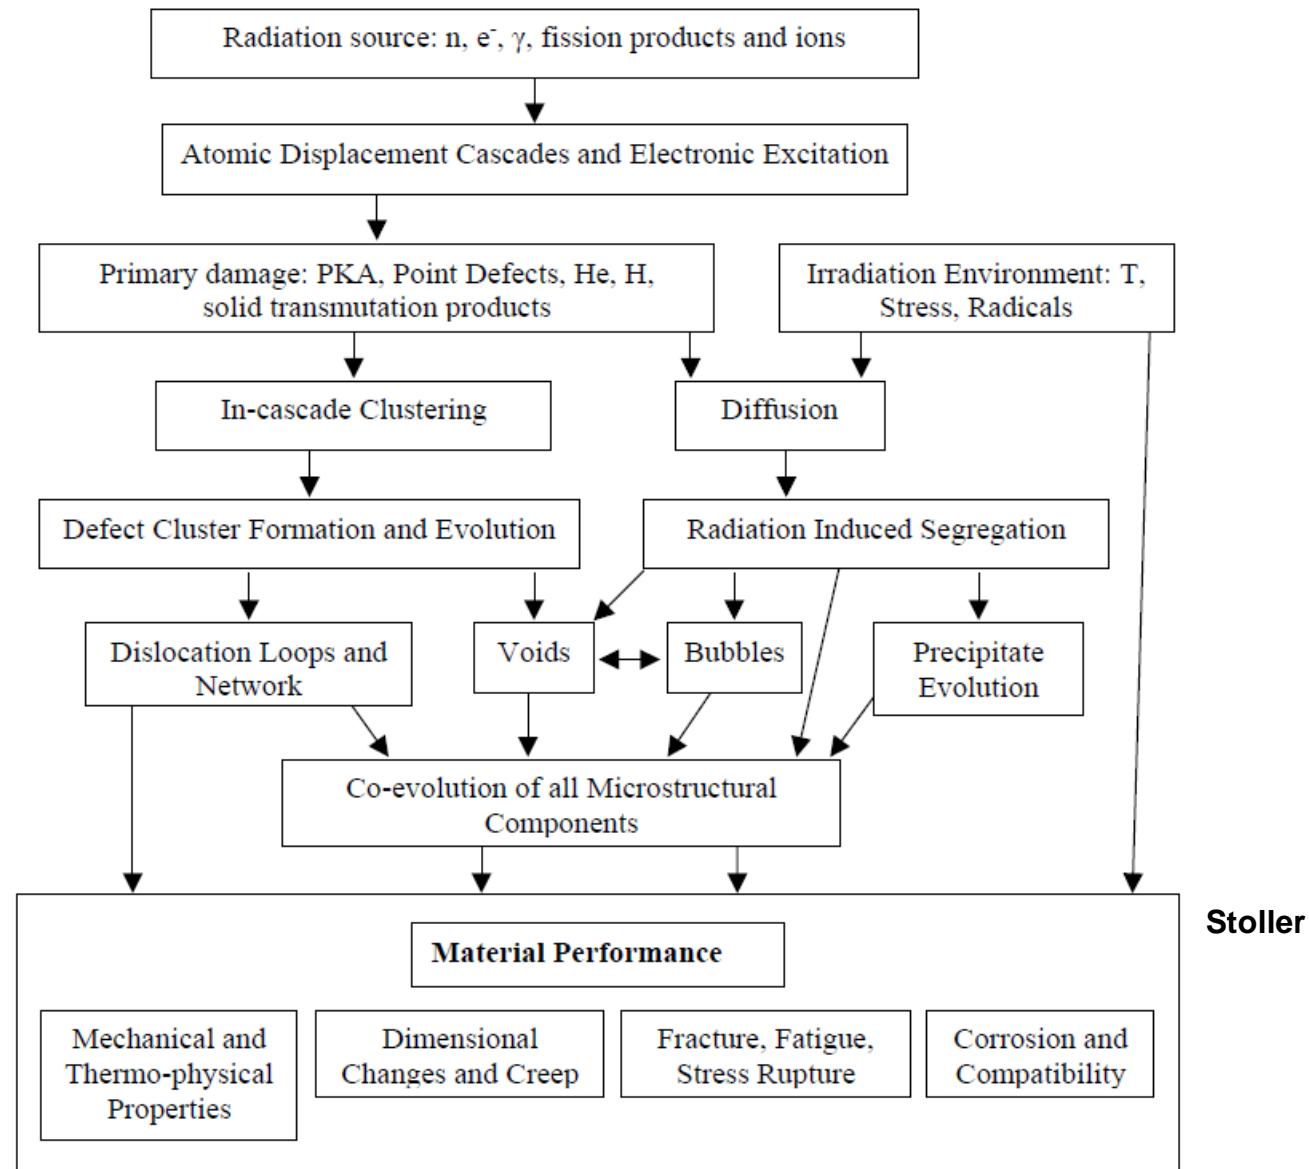 Radiation source: n, e⁻, γ, fission products and ions
Atomic Displacement Cascades and Electronic Excitation
Primary damage: PKA, Point Defects, He, H,
solid transmutation products
Irradiation Environment: T,
Stress, Radicals
In-cascade Clustering
Diffusion
Defect Cluster Formation and Evolution
Radiation Induced Segregation
Dislocation Loops and
Network
Voids
Bubbles
Precipitate
Evolution
Co-evolution of all Microstructural
Components
Stoller
Material Performance
Mechanical and
Thermo-physical
Properties
Dimensional
Changes and Creep
Fracture, Fatigue,
Stress Rupture
Corrosion and
Compatibility